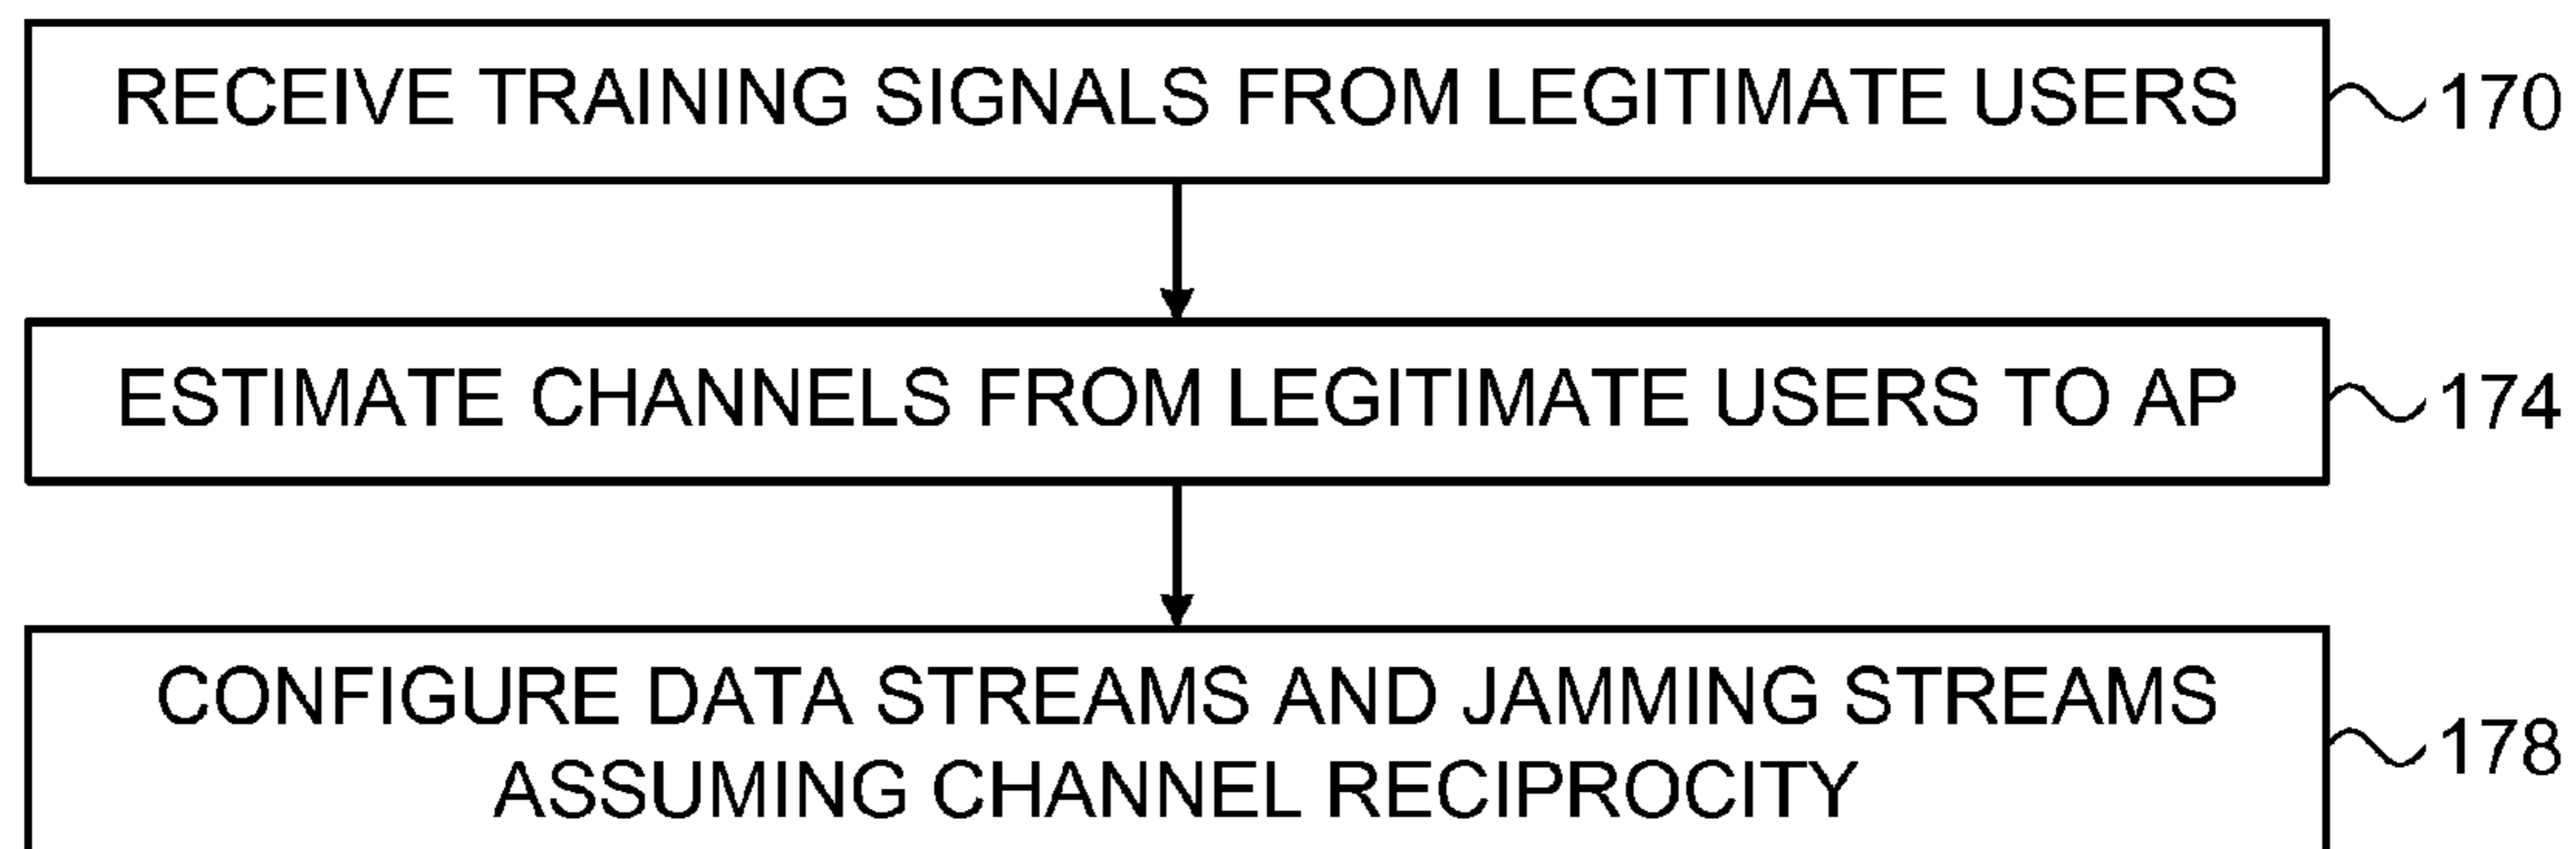 RECEIVE TRAINING SIGNALS FROM LEGITIMATE USERS 170
ESTIMATE CHANNELS FROM LEGITIMATE USERS TO AP 174
CONFIGURE DATA STREAMS AND JAMMING STREAMS
ASSUMING CHANNEL RECIPROCITY 178